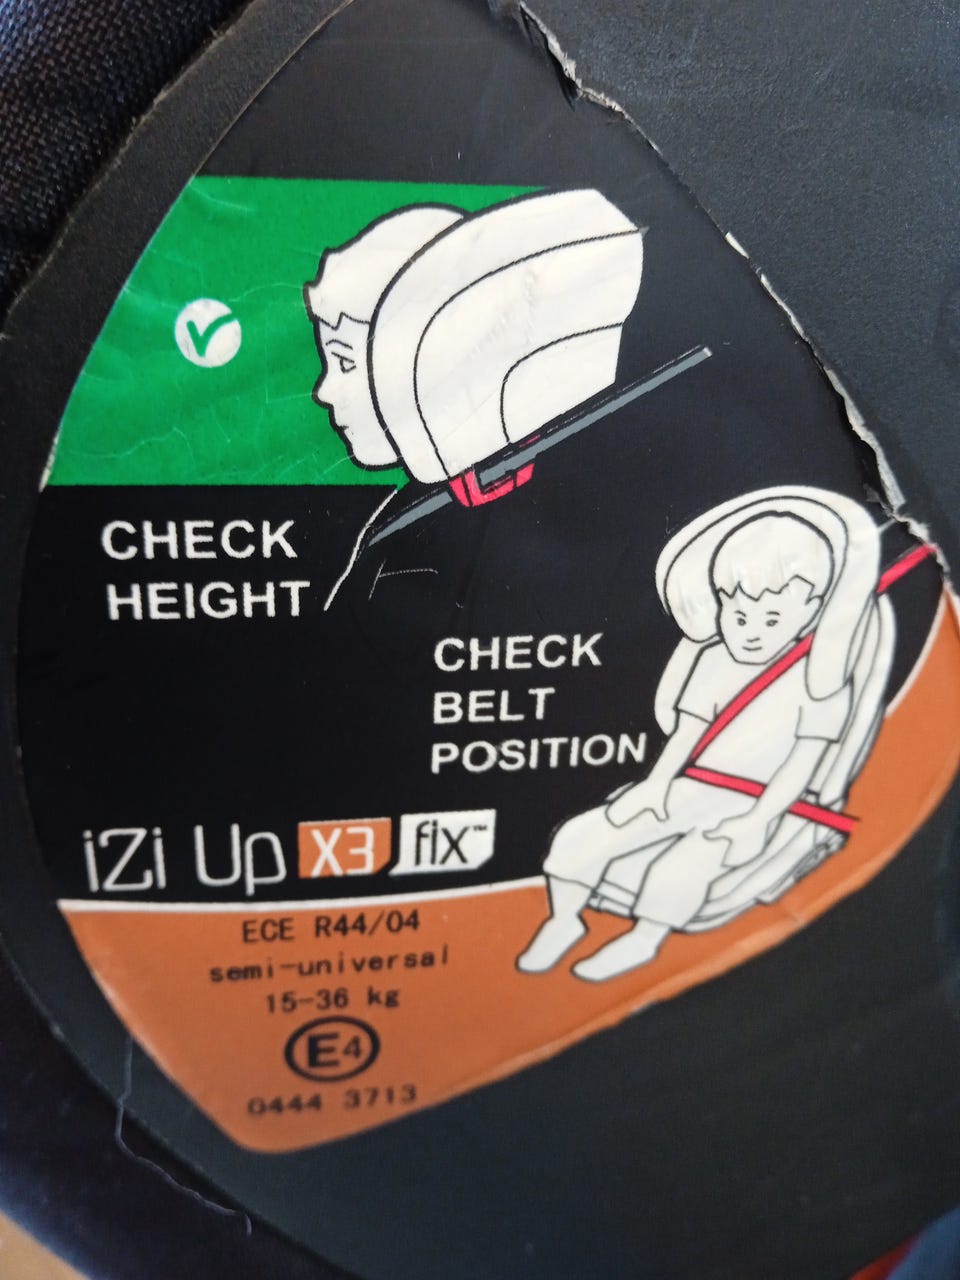 CHECK
HEIGHT
CHECK
BELT
POSITION
iZi Up X3 fix™
ECE R44/04
semi-universal
15-36 kg
E4
0444 3713